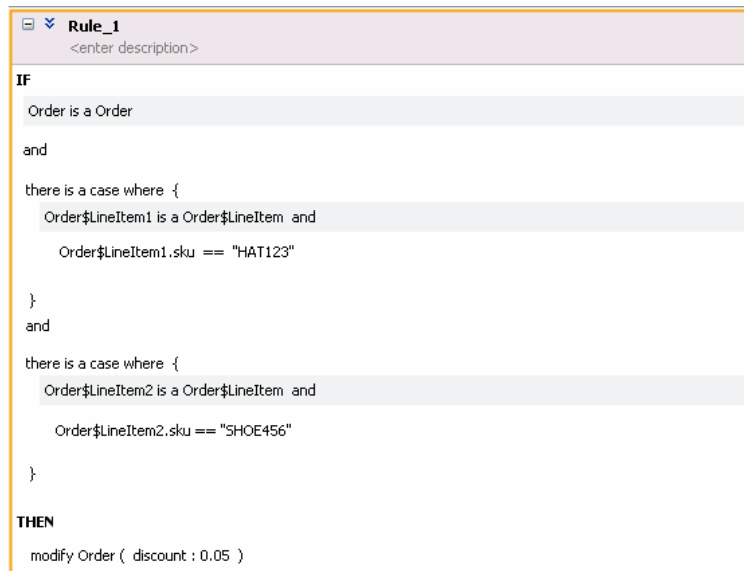 Rule_1
<enter description>
IF
Order is a Order
and
there is a case where {
Order$LineItem1 is a Order$LineItem and
Order$LineItem1.sku == "HAT123"
}
and
there is a case where {
Order$LineItem2 is a Order$LineItem and
Order$LineItem2.sku == "SHOE456"
}
THEN
modify Order ( discount : 0.05 )